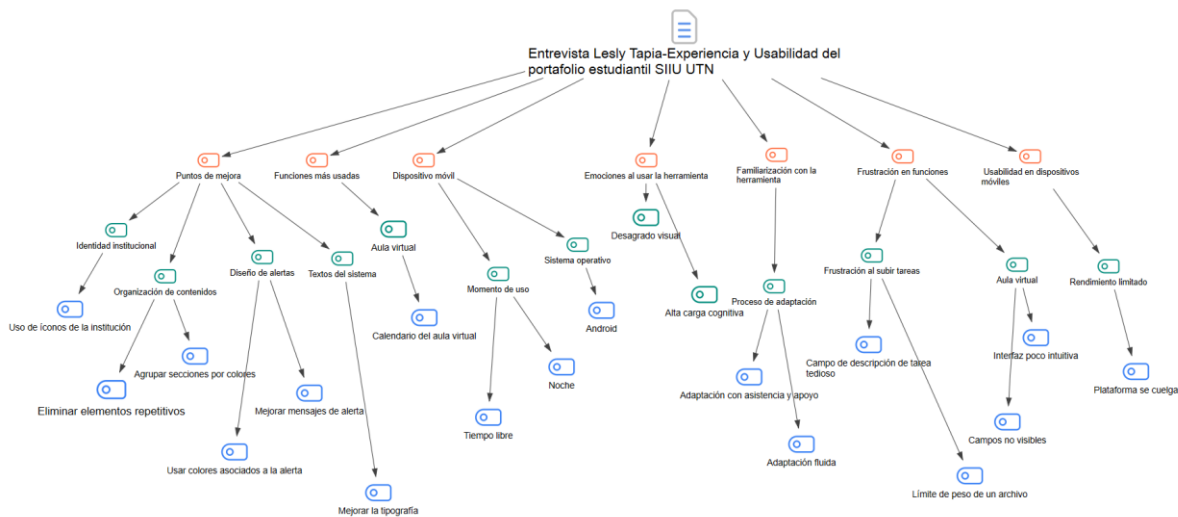 Entrevista Lesly Tapia-Experiencia y Usabilidad del
portafolio estudiantil SIIU UTN
Puntos de mejora
Funciones más usadas
Dispositivo móvil
Emociones al usar la herramienta
Familiarización con la
herramienta
Frustración en funciones
Usabilidad en dispositivos
móviles
Identidad institucional
Organización de contenidos
Diseño de alertas
Textos del sistema
Aula virtual
Momento de uso
Sistema operativo
Desagrado visual
Alta carga cognitiva
Proceso de adaptación
Frustración al subir tareas
Aula virtual
Rendimiento limitado
Uso de íconos de la institución
Eliminar elementos repetitivos
Agrupar secciones por colores
Usar colores asociados a la alerta
Mejorar mensajes de alerta
Mejorar la tipografía
Calendario del aula virtual
Tiempo libre
Noche
Android
Adaptación con asistencia y apoyo
Adaptación fluida
Campo de descripción de tarea
tedioso
Límite de peso de un archivo
Campos no visibles
Interfaz poco intuitiva
Plataforma se cuelga